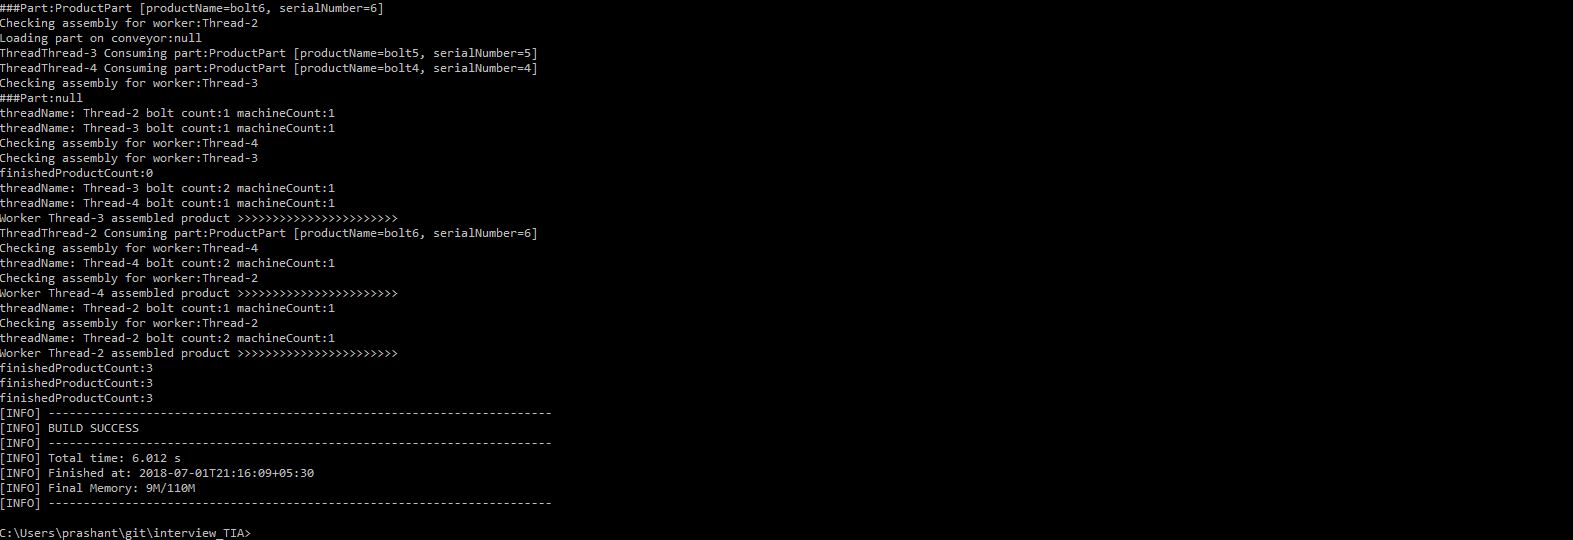 ###Part:ProductPart [productName=bolt6, serialNumber=6]
Checking assembly for worker:Thread-2
Loading part on conveyor:null
ThreadThread-3 Consuming part:ProductPart [productName=bolt5, serialNumber=5]
ThreadThread-4 Consuming part:ProductPart [productName=bolt4, serialNumber=4]
Checking assembly for worker:Thread-3
###Part:null
threadName: Thread-2 bolt count:1 machineCount:1
threadName: Thread-3 bolt count:1 machineCount:1
Checking assembly for worker:Thread-4
Checking assembly for worker:Thread-3
finishedProductCount:0
threadName: Thread-3 bolt count:2 machineCount:1
threadName: Thread-4 bolt count:1 machineCount:1
Worker Thread-3 assembled product >>>>>>>>>>>>>>>>>>>>>>>
ThreadThread-2 Consuming part:ProductPart [productName=bolt6, serialNumber=6]
Checking assembly for worker:Thread-4
threadName: Thread-4 bolt count:2 machineCount:1
Checking assembly for worker:Thread-2
Worker Thread-4 assembled product >>>>>>>>>>>>>>>>>>>>>>>
threadName: Thread-2 bolt count:1 machineCount:1
Checking assembly for worker:Thread-2
threadName: Thread-2 bolt count:2 machineCount:1
Worker Thread-2 assembled product >>>>>>>>>>>>>>>>>>>>>>>
finishedProductCount:3
finishedProductCount:3
finishedProductCount:3
[INFO] ------------------------------------------------------------------------
[INFO] BUILD SUCCESS
[INFO] ------------------------------------------------------------------------
[INFO] Total time: 6.012 s
[INFO] Finished at: 2018-07-01T21:16:09+05:30
[INFO] Final Memory: 9M/110M
[INFO] ------------------------------------------------------------------------
C:\Users\prashant\git\interview_TIA>